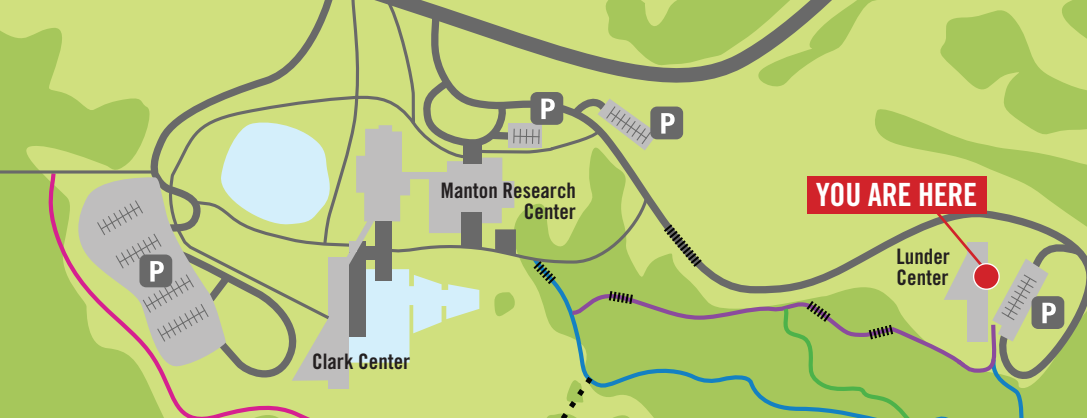 P
P
Manton Research
Center
YOU ARE HERE
Lunder
Center
P
P
Clark Center